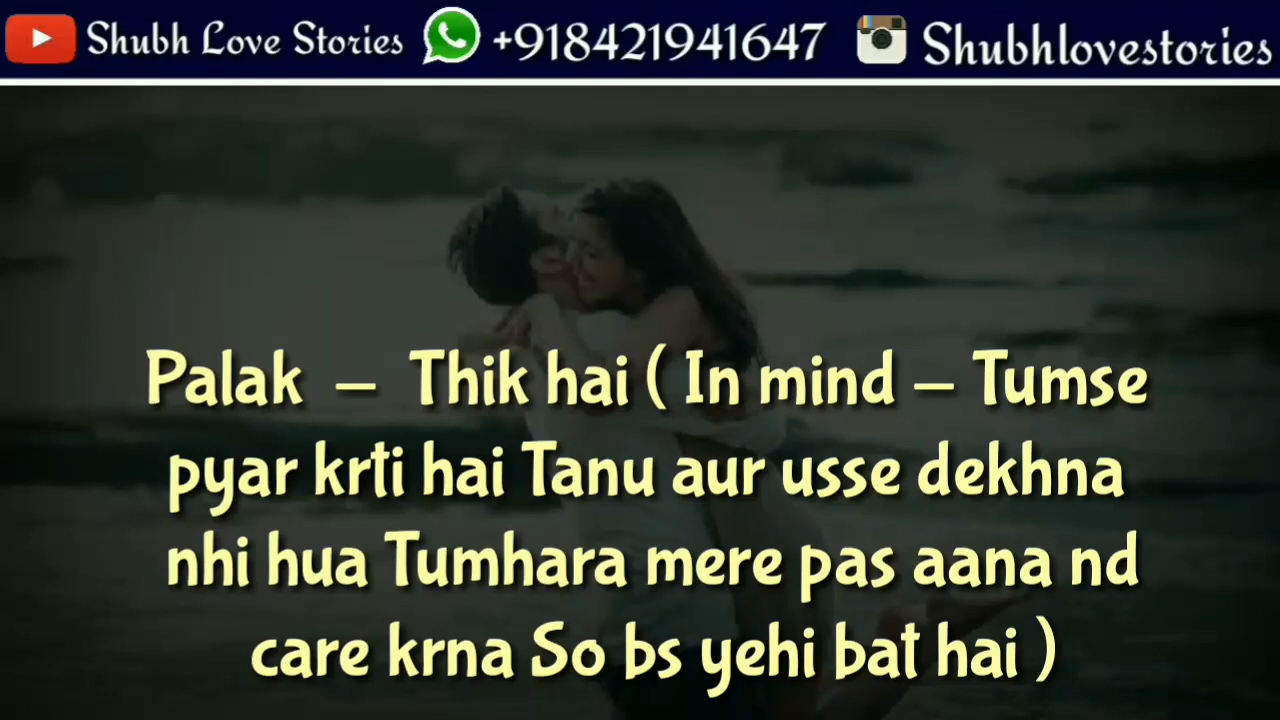 Shubh Love Stories +918421941647 Shubhlovestories
Palak – Thik hai ( In mind – Tumse
pyar krti hai Tanu aur usse dekhna
nhi hua Tumhara mere pas aana nd
care krna So bs yehi bat hai )